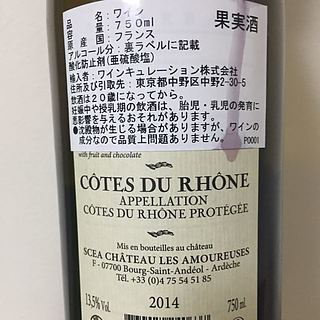 品名：ワイン
容量：750ml
原産国：フランス
果実酒
アルコール分：裏ラベルに記載
酸化防止剤(亜硫酸塩)
輸入者：ワインキュレーション株式会社
住所及び引取先：東京都中野区中野2-30-5
飲酒は20歳になってから。
妊娠中や授乳期の飲酒は、胎児・乳児の発育に
悪影響を与えるおそれがあります。
●沈殿物が生じる場合がありますが、ワインの
成分なので品質上問題ありません。
P0001
with fruit and chocolate
CÔTES DU RHÔNE
APPELLATION
CÔTES DU RHÔNE PROTÉGÉE
Mis en bouteilles au château
SCEA CHÂTEAU LES AMOUREUSES
F - 07700 Bourg-Saint-Andéol - Ardèche
Tél. +33 (0)4 75 54 51 85
13,5% Vol.
2014
750 ml